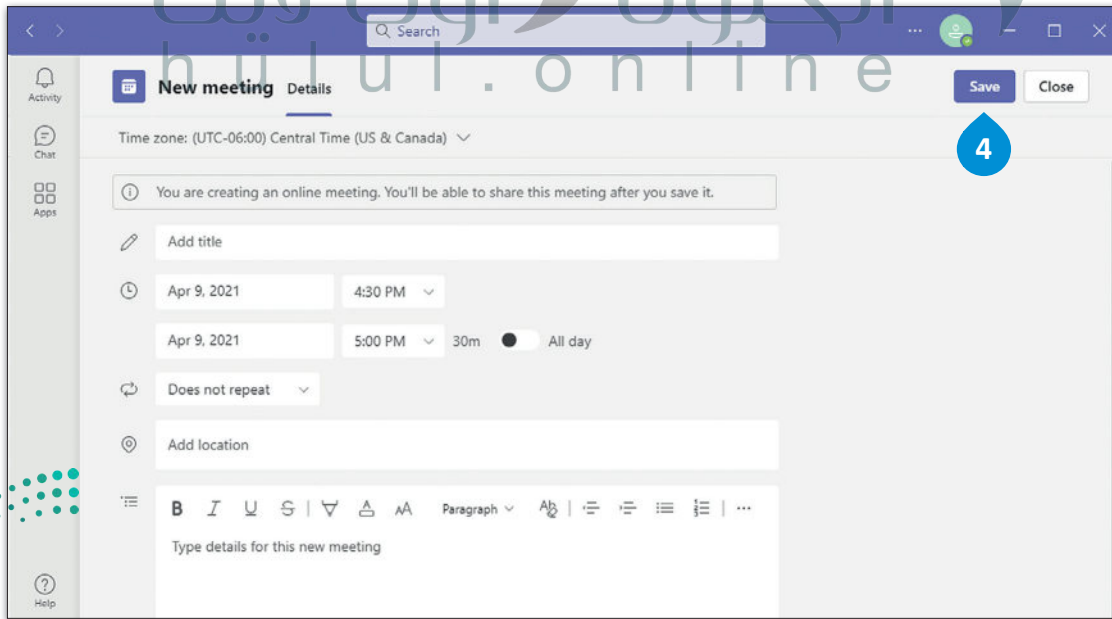 Search
hulul.online
Activity
New meeting Details
Save Close
Chat
Time zone: (UTC-06:00) Central Time (US & Canada)
4
Apps
You are creating an online meeting. You'll be able to share this meeting after you save it.
Add title
Apr 9, 2021 4:30 PM
Apr 9, 2021 5:00 PM 30m All day
Does not repeat
Add location
B I U S A AA Paragraph Ab
Type details for this new meeting
Help